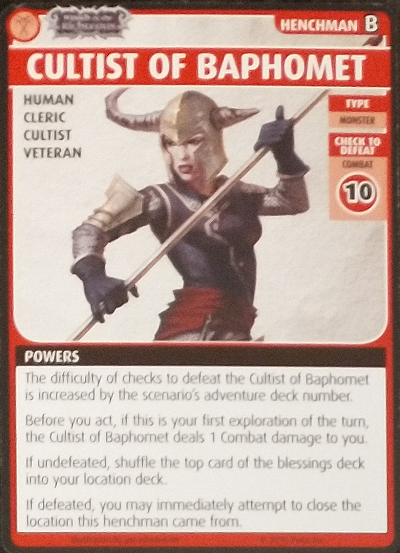 HENCHMAN B
CULTIST OF BAPHOMET
HUMAN
CLERIC
CULTIST
VETERAN
TYPE
MONSTER
CHECK TO
DEFEAT
COMBAT
10
POWERS
The difficulty of checks to defeat the Cultist of Baphomet
is increased by the scenario's adventure deck number.
Before you act, if this is your first exploration of the turn,
the Cultist of Baphomet deals 1 Combat damage to you.
If undefeated, shuffle the top card of the blessings deck
into your location deck.
If defeated, you may immediately attempt to close the
location this henchman came from.